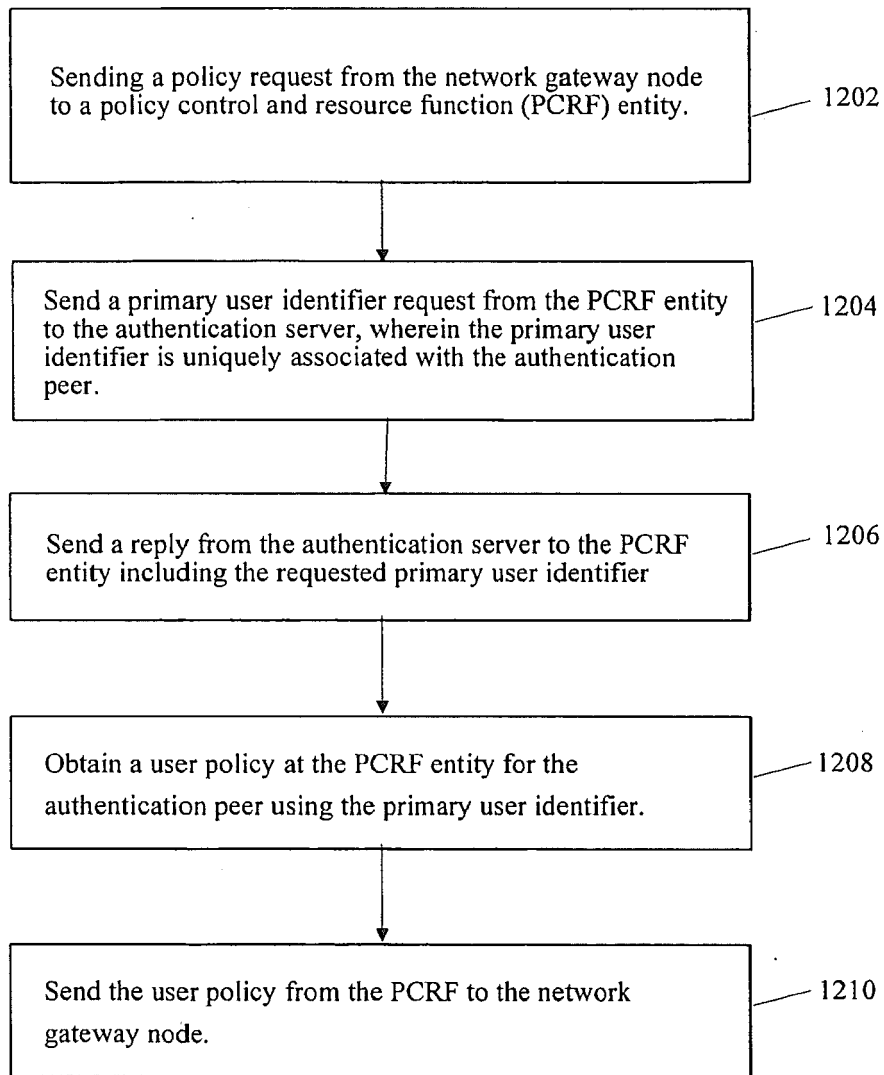 Sending a policy request from the network gateway node
to a policy control and resource function (PCRF) entity.
1202
Send a primary user identifier request from the PCRF entity
to the authentication server, wherein the primary user
identifier is uniquely associated with the authentication
peer.
1204
Send a reply from the authentication server to the PCRF
entity including the requested primary user identifier
1206
Obtain a user policy at the PCRF entity for the
authentication peer using the primary user identifier.
1208
Send the user policy from the PCRF to the network
gateway node.
1210